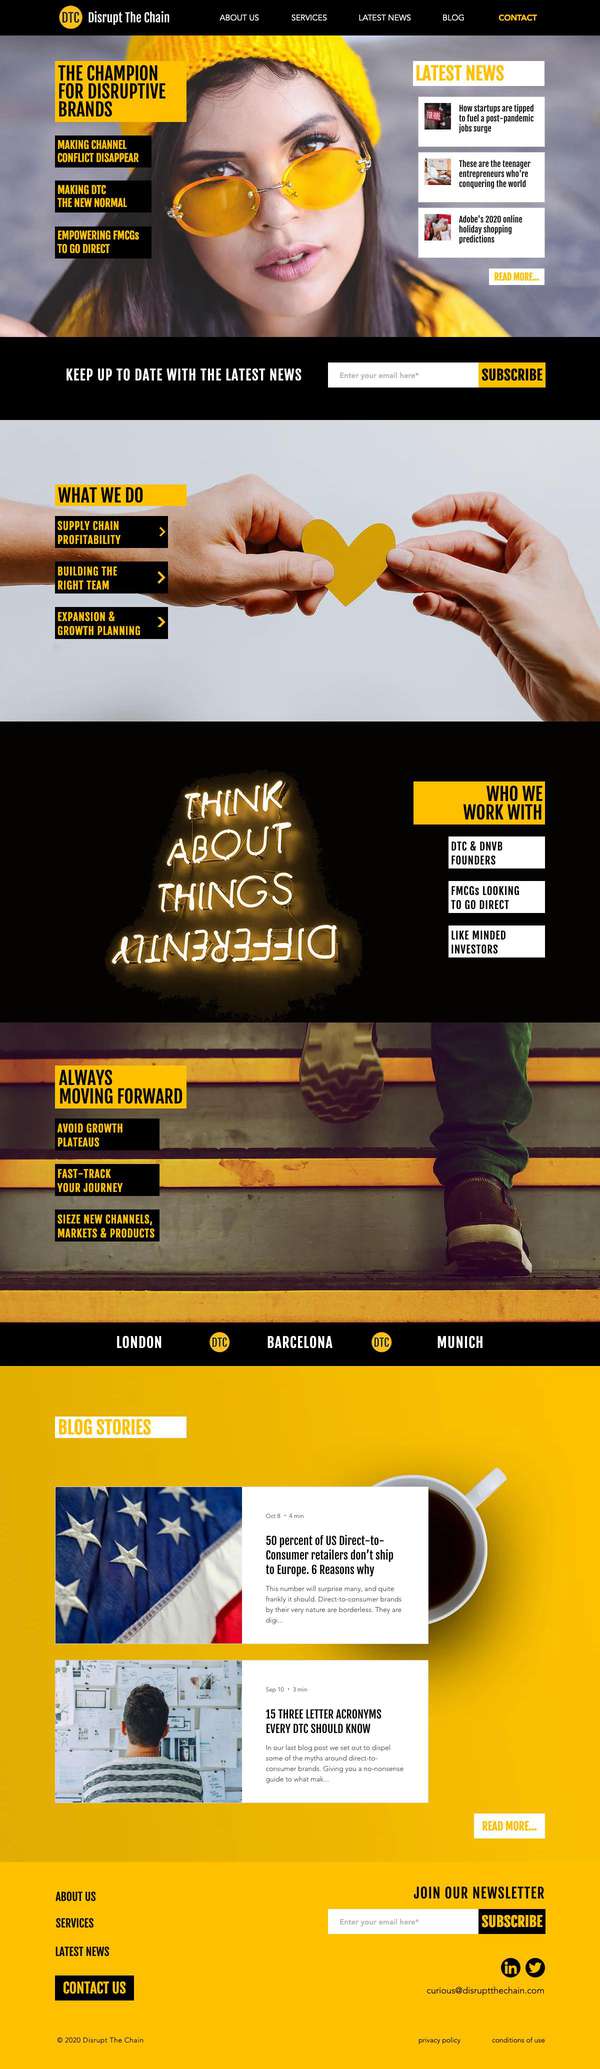 DTC Disrupt The Chain
ABOUT US
SERVICES
LATEST NEWS
BLOG
CONTACT
THE CHAMPION
FOR DISRUPTIVE
BRANDS
MAKING CHANNEL
CONFLICT DISAPPEAR
MAKING DTC
THE NEW NORMAL
EMPOWERING FMCGs
TO GO DIRECT
LATEST NEWS
How startups are tipped
to fuel a post-pandemic
jobs surge
These are the teenager
entrepreneurs who're
conquering the world
Adobe's 2020 online
holiday shopping
predictions
READ MORE...
KEEP UP TO DATE WITH THE LATEST NEWS
Enter your email here*
SUBSCRIBE
WHAT WE DO
SUPPLY CHAIN
PROFITABILITY
BUILDING THE
RIGHT TEAM
EXPANSION &
GROWTH PLANNING
THINK
ABOUT
THINGS
DIFFERENTLY
WHO WE
WORK WITH
DTC & DNVB
FOUNDERS
FMCGs LOOKING
TO GO DIRECT
LIKE MINDED
INVESTORS
ALWAYS
MOVING FORWARD
AVOID GROWTH
PLATEAUS
FAST-TRACK
YOUR JOURNEY
SIEZE NEW CHANNELS,
MARKETS & PRODUCTS
LONDON DTC BARCELONA DTC MUNICH
BLOG STORIES
Oct 8 · 4 min
50 percent of US Direct-to-
Consumer retailers don't ship
to Europe. 6 Reasons why
This number will surprise many, and quite
frankly it should. Direct-to-consumer brands
by their very nature are borderless. They are
digi...
Sep 10 · 3 min
15 THREE LETTER ACRONYMS
EVERY DTC SHOULD KNOW
In our last blog post we set out to dispel
some of the myths around direct-to-
consumer brands. Giving you a no-nonsense
guide to what mak...
READ MORE...
ABOUT US
SERVICES
LATEST NEWS
CONTACT US
JOIN OUR NEWSLETTER
Enter your email here*
SUBSCRIBE
in
curious@disruptthechain.com
© 2020 Disrupt The Chain
privacy policy
conditions of use